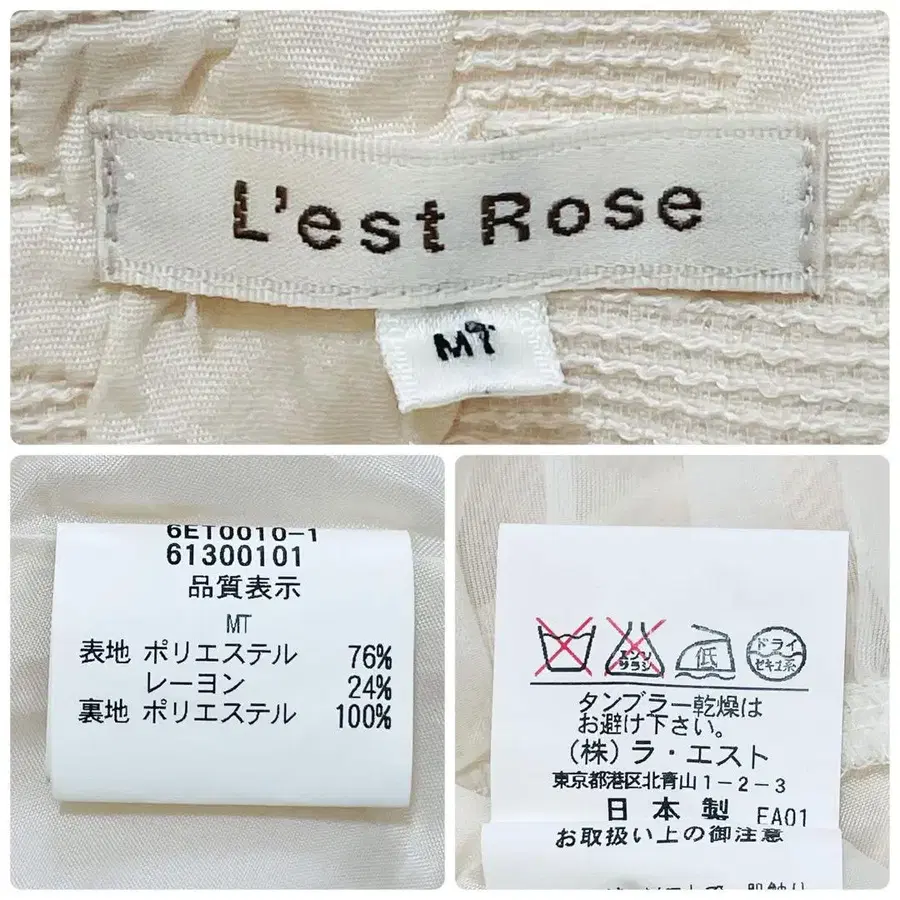 L'est Rose
MT
6ET0010-1
61300101
品質表示
MT
表地 ポリエステル 76%
レーヨン 24%
裏地 ポリエステル 100%
エンソ サラシ 低 ドライ セキユ系
タンブラー乾燥は
お避け下さい。
(株)ラ・エスト
東京都港区北青山1-2-3
日本製 EA01
お取扱い上の御注意